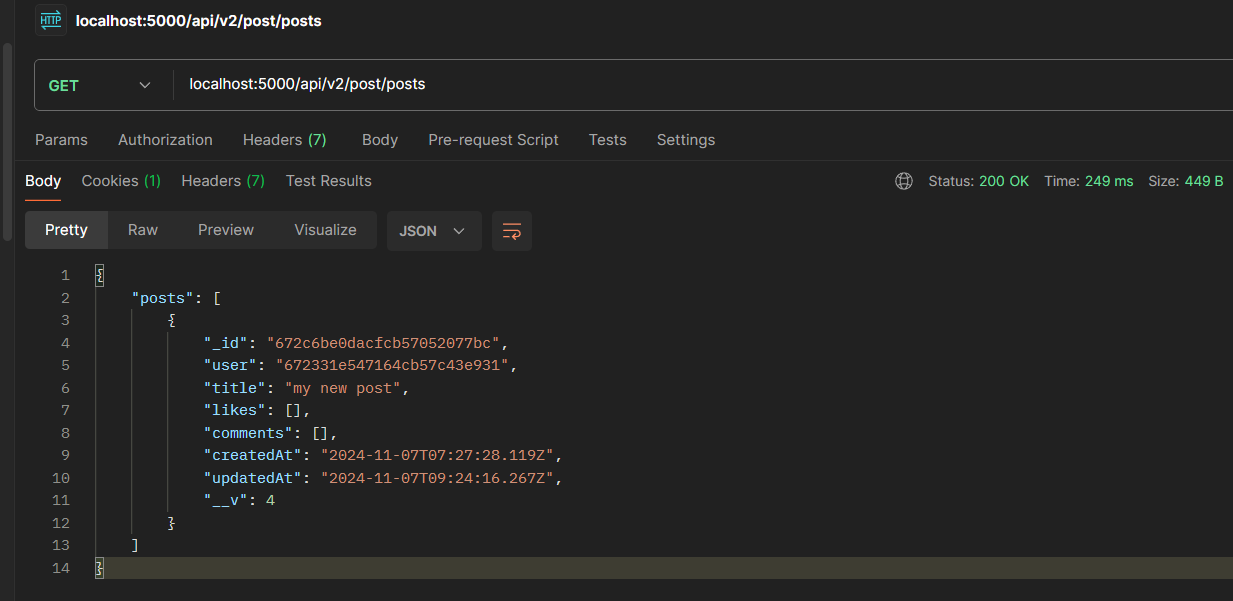 HTTP localhost:5000/api/v2/post/posts
GET localhost:5000/api/v2/post/posts
Params Authorization Headers (7) Body Pre-request Script Tests Settings
Body Cookies (1) Headers (7) Test Results Status: 200 OK Time: 249 ms Size: 449 B
Pretty Raw Preview Visualize JSON
1 {
2 "posts": [
3 {
4 "_id": "672c6be0dacfcb57052077bc",
5 "user": "672331e547164cb57c43e931",
6 "title": "my new post",
7 "likes": [],
8 "comments": [],
9 "createdAt": "2024-11-07T07:27:28.119Z",
10 "updatedAt": "2024-11-07T09:24:16.267Z",
11 "__v": 4
12 }
13 ]
14 }